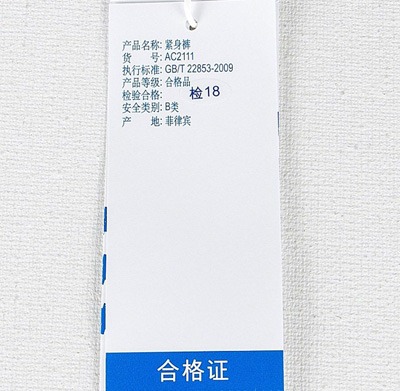 产品名称: 紧身裤
货　　号: AC2111
执行标准: GB/T 22853-2009
产品等级: 合格品
检验合格: 检18
安全类别: B类
产　　地: 菲律宾
合格证